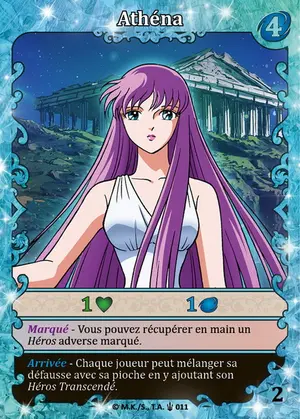 Athéna
4
1 1
Marqué - Vous pouvez récupérer en main un
Héros adverse marqué.
Arrivée - Chaque joueur peut mélanger sa
défausse avec sa pioche en y ajoutant son
Héros Transcendé.
2
© M.K./S., T.A. 011